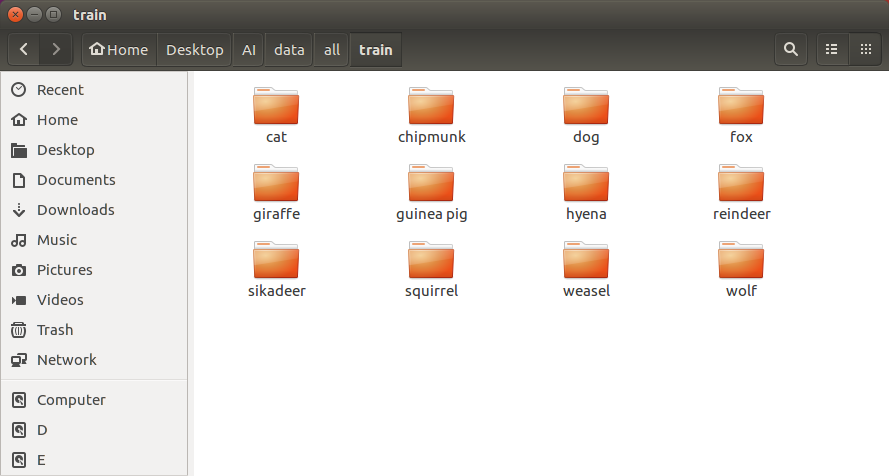 train
Home Desktop AI data all train
Recent
Home
Desktop
Documents
Downloads
Music
Pictures
Videos
Trash
Network
Computer
D
E
cat chipmunk dog fox
giraffe guinea pig hyena reindeer
sikadeer squirrel weasel wolf